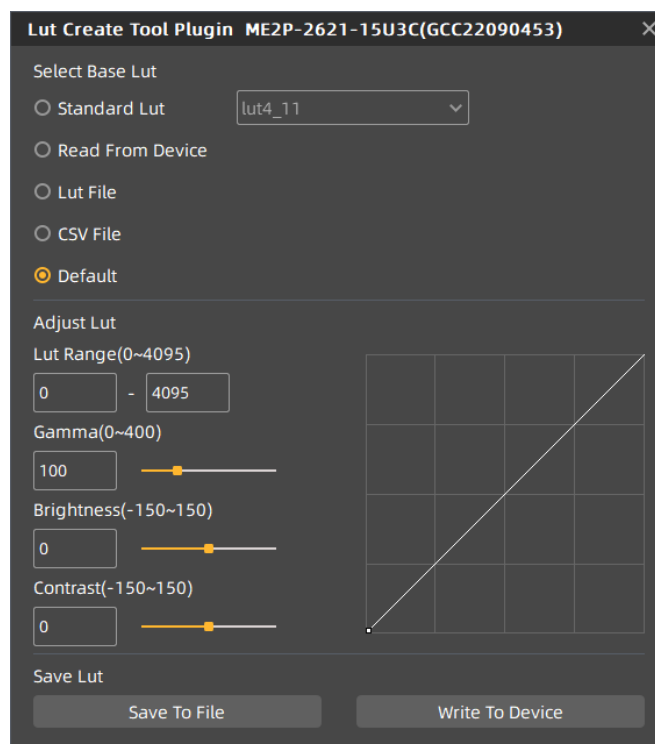 Lut Create Tool Plugin ME2P-2621-15U3C(GCC22090453)
Select Base Lut
Standard Lut lut4_11
Read From Device
Lut File
CSV File
Default
Adjust Lut
Lut Range(0~4095)
0 - 4095
Gamma(0~400)
100
Brightness(-150~150)
0
Contrast(-150~150)
0
Save Lut
Save To File Write To Device